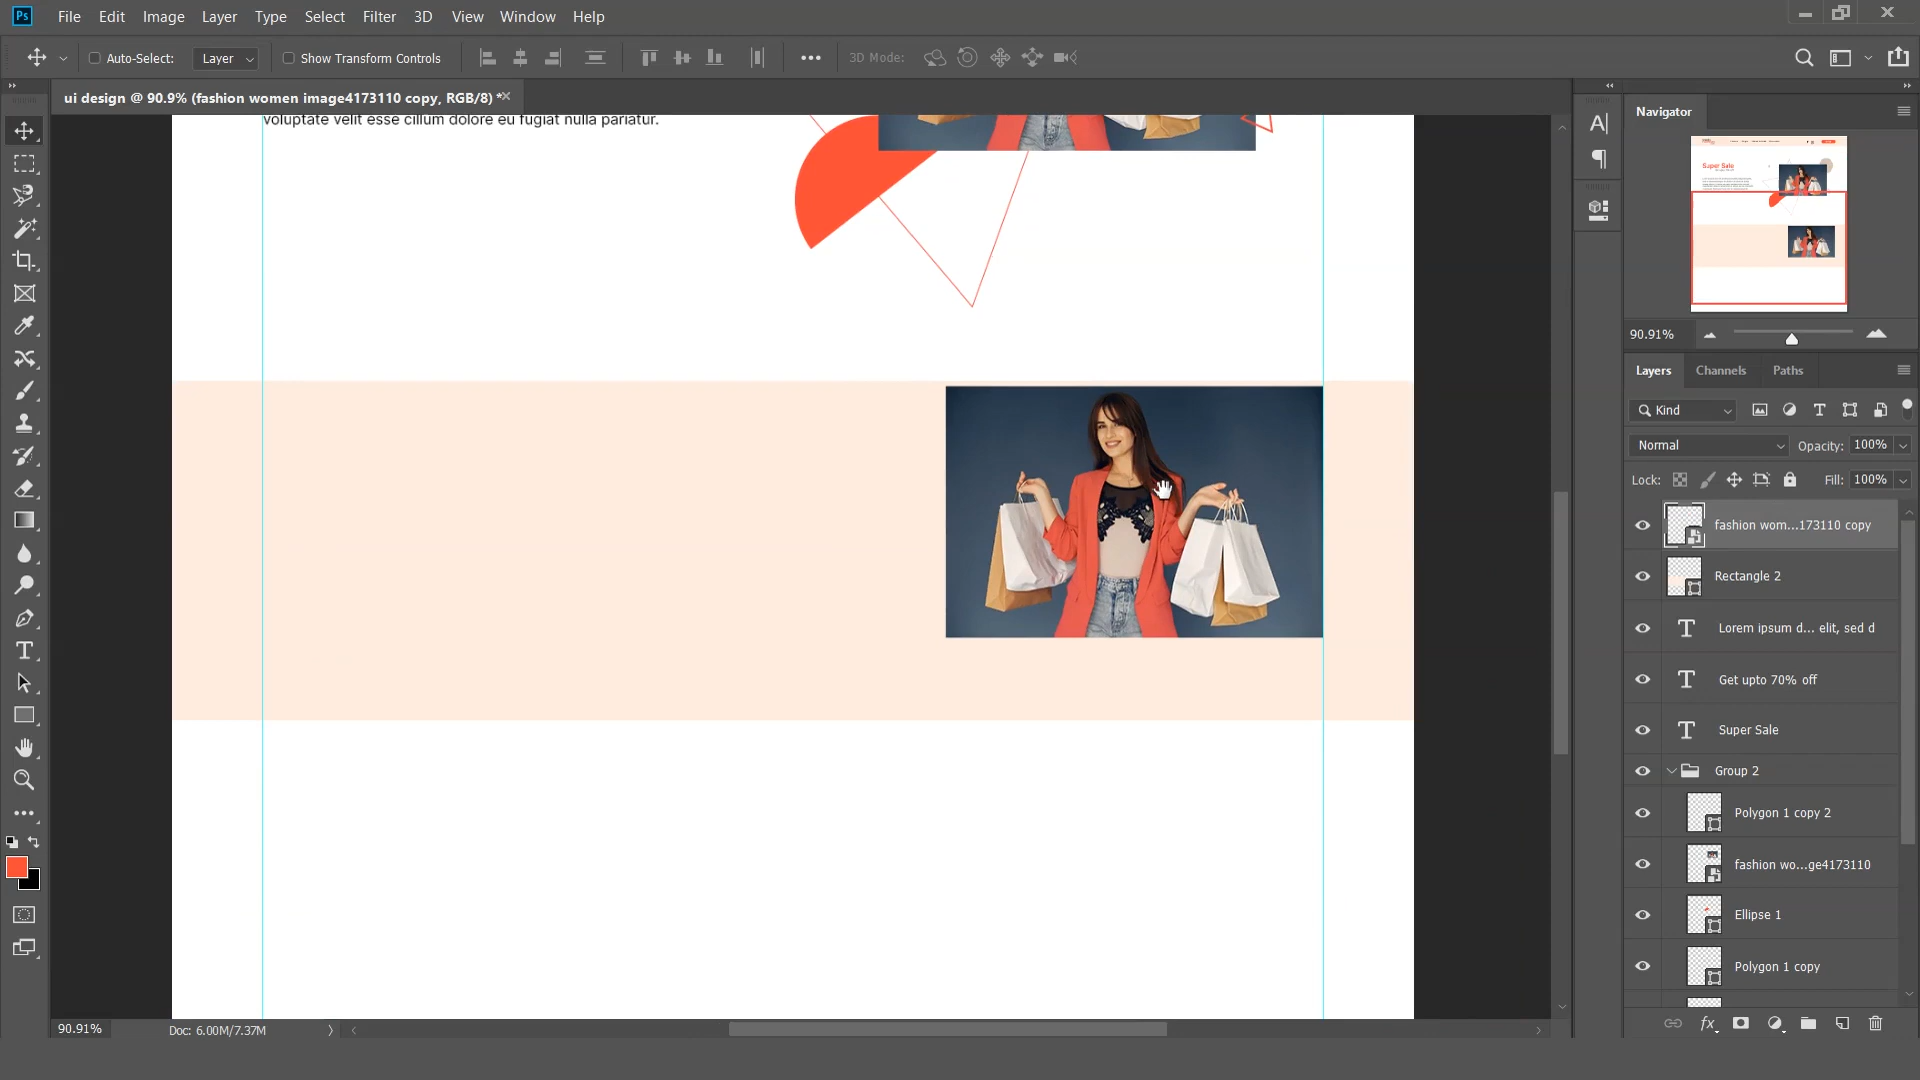 Ps File Edit Image Layer Type Select Filter 3D View Window Help
Auto-Select: Layer Show Transform Controls 3D Mode:
ui design @ 90.9% (fashion women image4173110 copy, RGB/8) *
voluptate velit esse cillum dolore eu fugiat nulla pariatur.
Navigator
Super Sale
90.91%
Layers Channels Paths
Kind
Normal Opacity: 100%
Lock: Fill: 100%
fashion wom...173110 copy
Rectangle 2
Lorem ipsum d... elit, sed d
Get upto 70% off
Super Sale
Group 2
Polygon 1 copy 2
fashion wo...ge4173110
Ellipse 1
Polygon 1 copy
90.91% Doc: 6.00M/7.37M